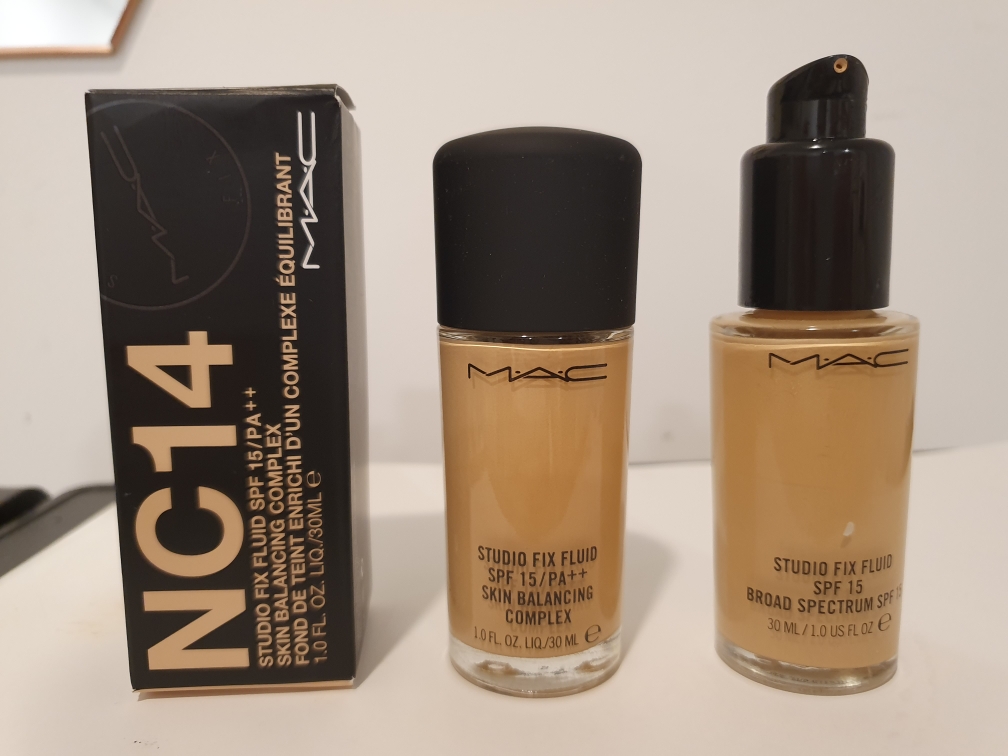 MAC
FIX
S
NC14
STUDIO FIX FLUID SPF 15/PA++
SKIN BALANCING COMPLEX
FOND DE TEINT ENRICHI D'UN COMPLEXE ÉQUILIBRANT
1.0 FL. OZ. LIQ./30ML ℮
M·A·C
M·A·C
STUDIO FIX FLUID
SPF 15/PA++
SKIN BALANCING
COMPLEX
1.0 FL. OZ. LIQ./30 ML ℮
M·A·C
STUDIO FIX FLUID
SPF 15
BROAD SPECTRUM SPF 15
30 ML / 1.0 US FL OZ ℮